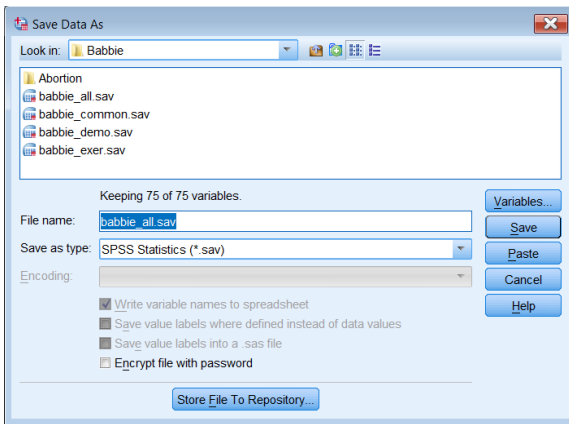 Save Data As
Look in: Babbie
Abortion
babbie_all.sav
babbie_common.sav
babbie_demo.sav
babbie_exer.sav
Keeping 75 of 75 variables.
Variables...
File name: babbie_all.sav
Save
Save as type: SPSS Statistics (*.sav)
Paste
Encoding:
Cancel
Write variable names to spreadsheet
Help
Save value labels where defined instead of data values
Save value labels into a .sas file
Encrypt file with password
Store File To Repository...